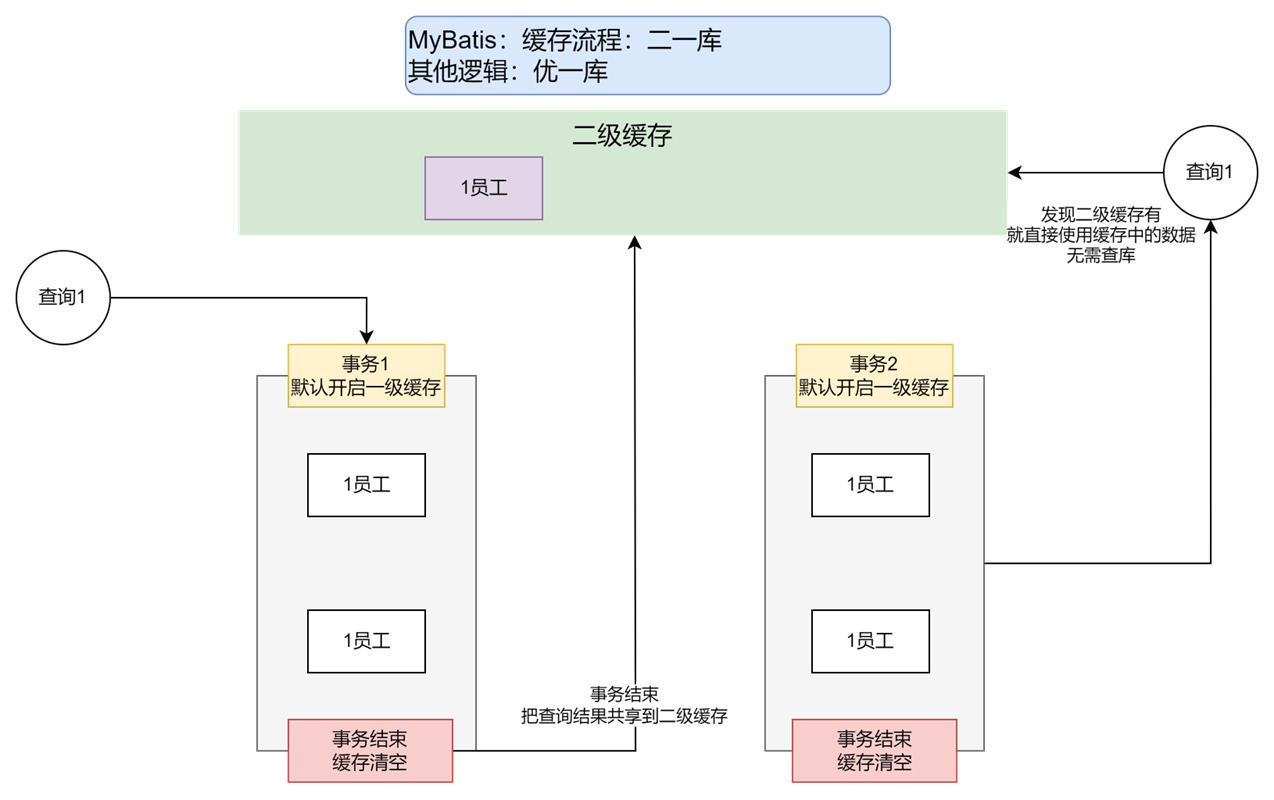 MyBatis：缓存流程：二一库
其他逻辑：优一库
二级缓存
1员工
查询1
发现二级缓存有
就直接使用缓存中的数据
无需查库
查询1
事务1
默认开启一级缓存
1员工
1员工
事务结束
缓存清空
事务结束
把查询结果共享到二级缓存
事务2
默认开启一级缓存
1员工
1员工
事务结束
缓存清空